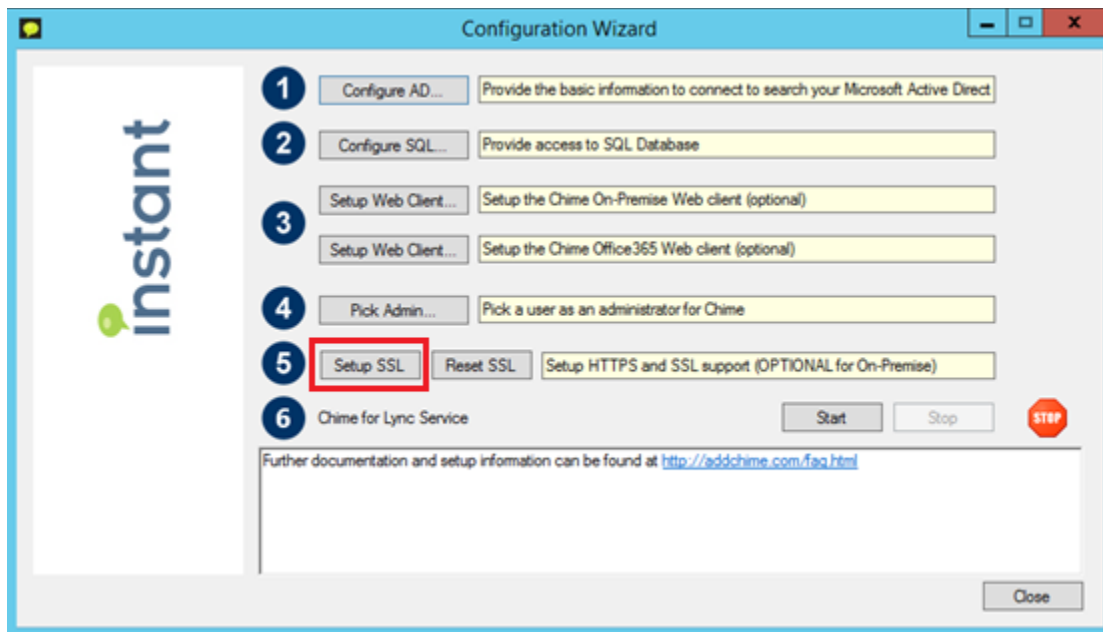 Configuration Wizard
instant
1 Configure AD... Provide the basic information to connect to search your Microsoft Active Direct
2 Configure SQL... Provide access to SQL Database
3
Setup Web Client... Setup the Chime On-Premise Web client (optional)
Setup Web Client... Setup the Chime Office365 Web client (optional)
4 Pick Admin... Pick a user as an administrator for Chime
5 Setup SSL Reset SSL Setup HTTPS and SSL support (OPTIONAL for On-Premise)
6 Chime for Lync Service Start Stop STOP
Further documentation and setup information can be found at http://addchime.com/faq.html
Close